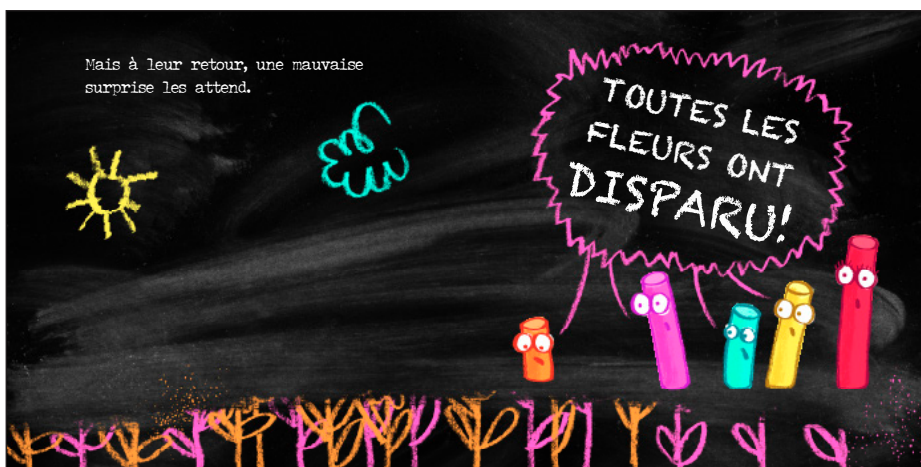 Mais à leur retour, une mauvaise
surprise les attend.
TOUTES LES
FLEURS ONT
DISPARU!